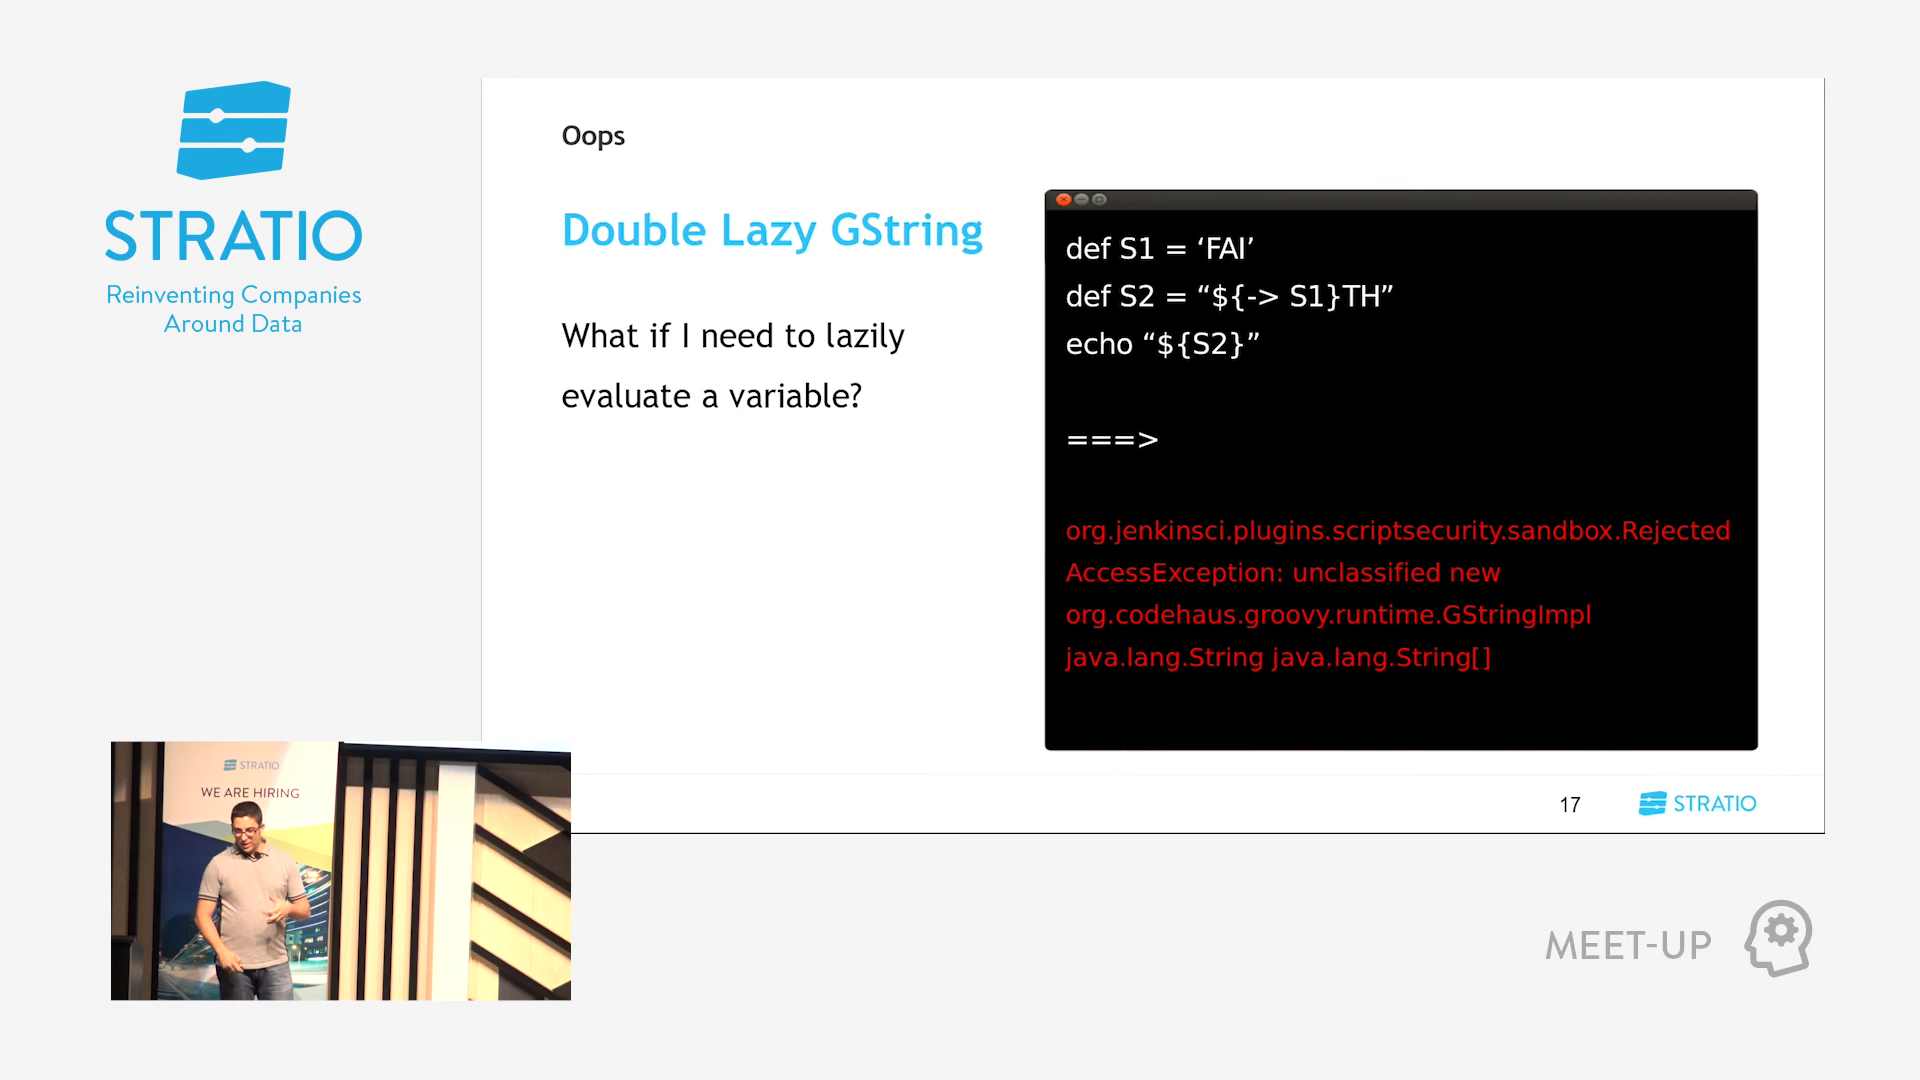 STRATIO
Reinventing Companies
Around Data
Oops
Double Lazy GString
What if I need to lazily
evaluate a variable?
def S1 = ‘FAI’
def S2 = “${-> S1}TH”
echo “${S2}”
===>
org.jenkinsci.plugins.scriptsecurity.sandbox.Rejected
AccessException: unclassified new
org.codehaus.groovy.runtime.GStringImpl
java.lang.String java.lang.String[]
17
STRATIO
STRATIO
WE ARE HIRING
MEET-UP